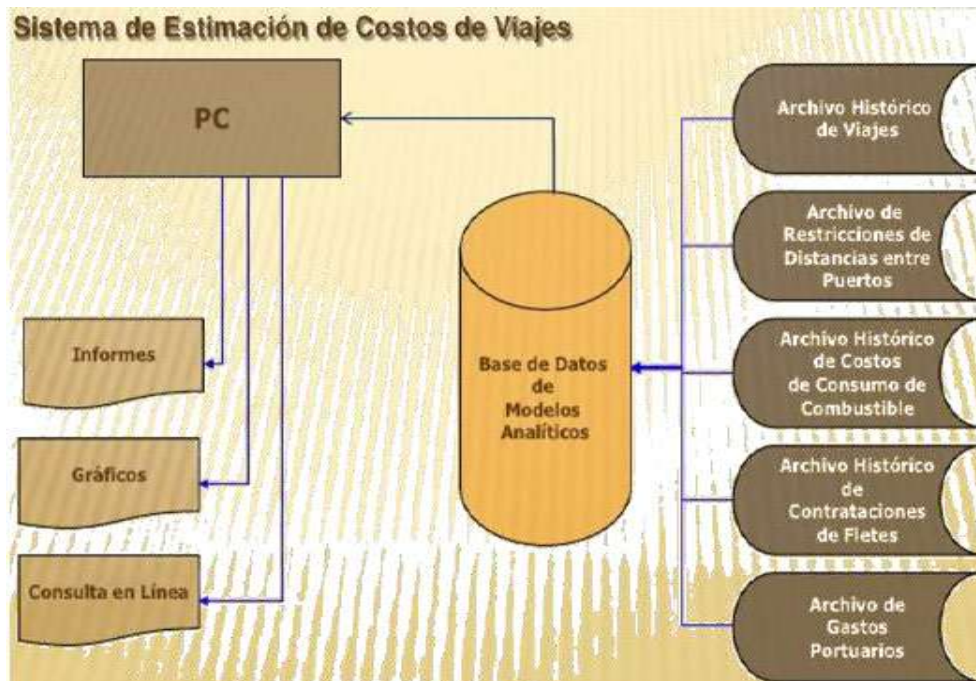 Sistema de Estimación de Costos de Viajes
PC
Informes
Gráficos
Consulta en Línea
Base de Datos
de
Modelos
Analíticos
Archivo Histórico
de Viajes
Archivo de
Restricciones de
Distancias entre
Puertos
Archivo Histórico
de Costos
de Consumo de
Combustible
Archivo Histórico
de
Contrataciones
de Fletes
Archivo de
Gastos
Portuarios